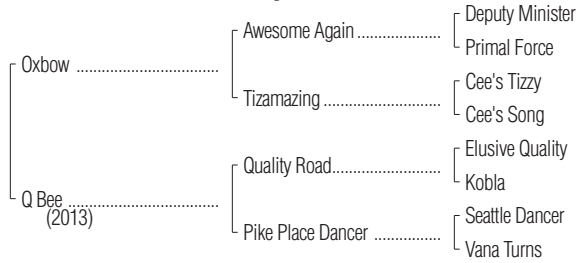 Deputy Minister
Awesome Again ..................
Primal Force
Oxbow ...............................
Cee's Tizzy
Tizamazing .......................
Cee's Song
Elusive Quality
Quality Road........................
Kobla
Q Bee .................................
(2013)
Seattle Dancer
Pike Place Dancer ..............
Vana Turns